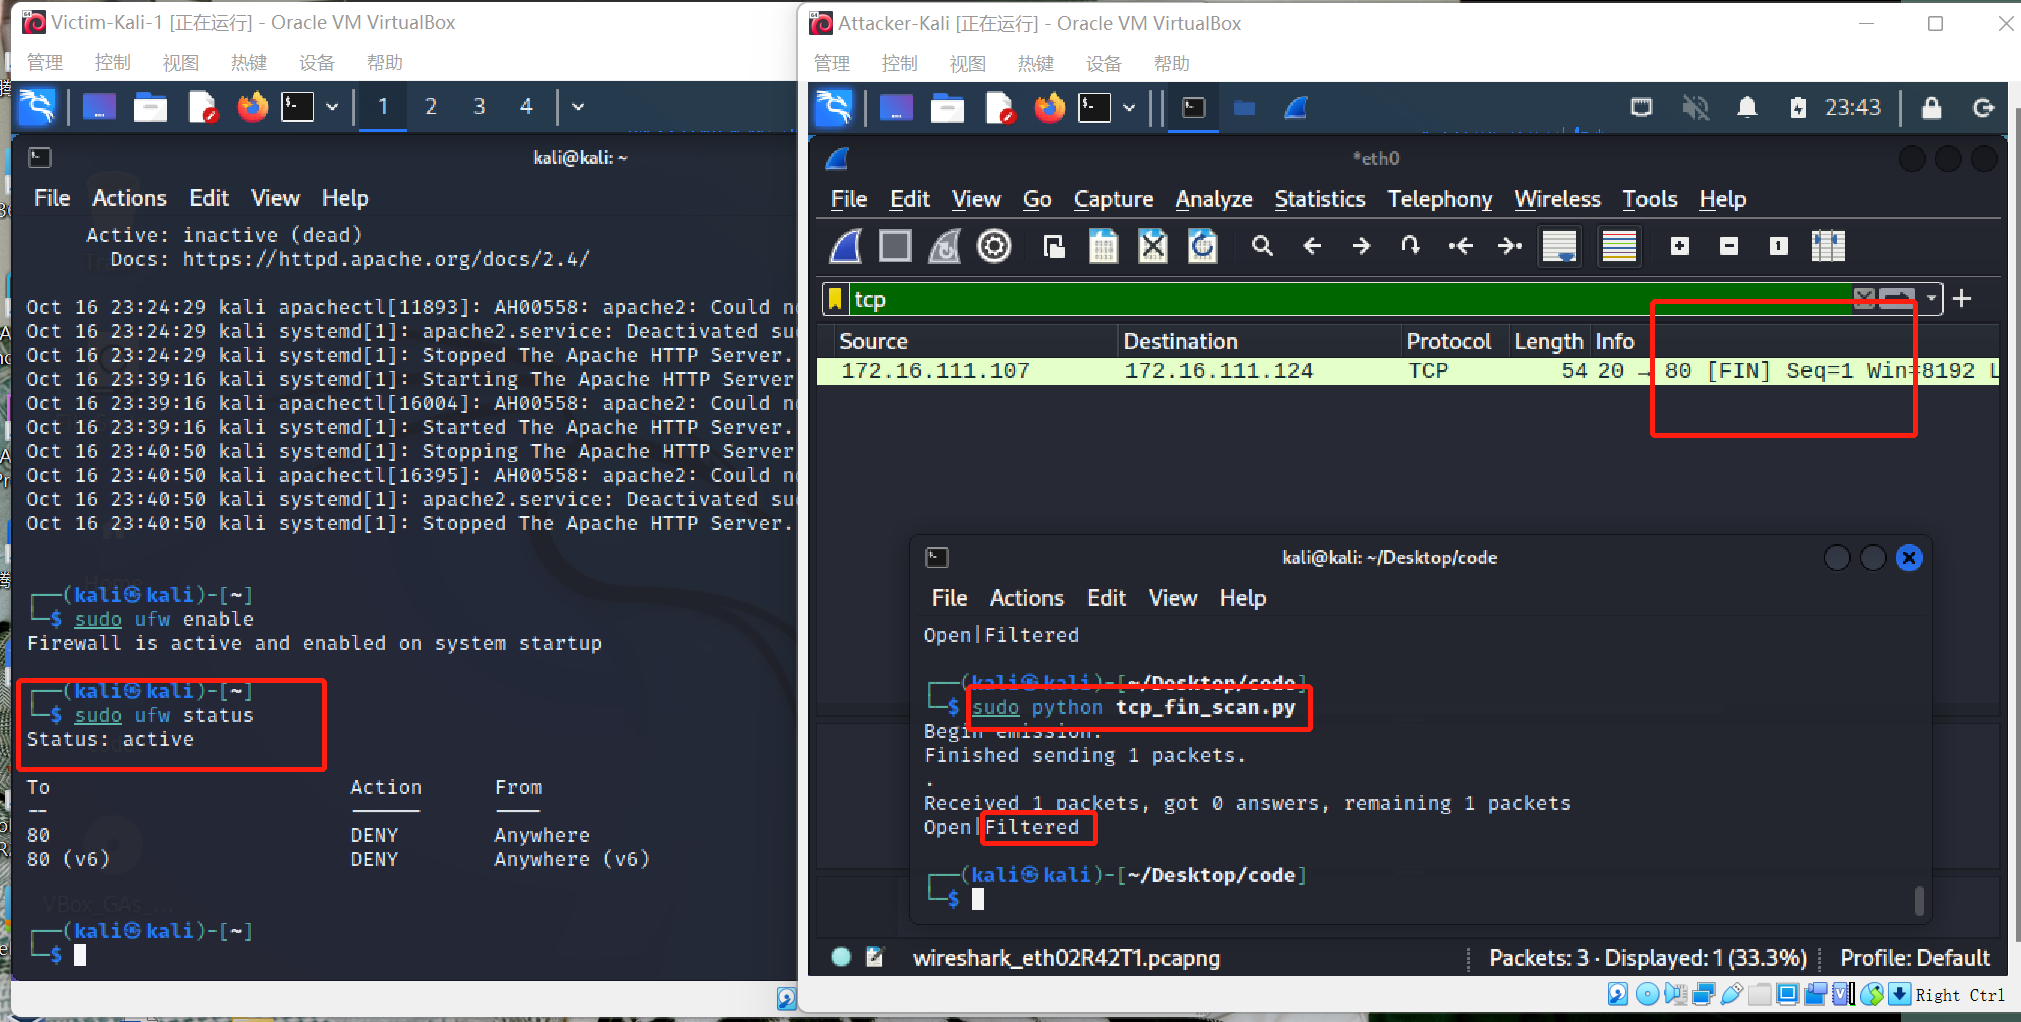 Victim-Kali-1 [正在运行] - Oracle VM VirtualBox
管理 控制 视图 热键 设备 帮助
1 2 3 4
kali@kali: ~
File Actions Edit View Help
Active: inactive (dead)
Docs: https://httpd.apache.org/docs/2.4/
Oct 16 23:24:29 kali apachectl[11893]: AH00558: apache2: Could n
Oct 16 23:24:29 kali systemd[1]: apache2.service: Deactivated su
Oct 16 23:24:29 kali systemd[1]: Stopped The Apache HTTP Server.
Oct 16 23:39:16 kali systemd[1]: Starting The Apache HTTP Server
Oct 16 23:39:16 kali apachectl[16004]: AH00558: apache2: Could n
Oct 16 23:39:16 kali systemd[1]: Started The Apache HTTP Server.
Oct 16 23:40:50 kali systemd[1]: Stopping The Apache HTTP Server
Oct 16 23:40:50 kali apachectl[16395]: AH00558: apache2: Could n
Oct 16 23:40:50 kali systemd[1]: apache2.service: Deactivated su
Oct 16 23:40:50 kali systemd[1]: Stopped The Apache HTTP Server.
Home
┌──(kali㉿kali)-[~]
└─$ sudo ufw enable
Firewall is active and enabled on system startup
┌──(kali㉿kali)-[~]
└─$ sudo ufw status
Status: active
To Action From
-- ------ ----
80 DENY Anywhere
80 (v6) DENY Anywhere (v6)
VBox_GAs_...
┌──(kali㉿kali)-[~]
└─$
Attacker-Kali [正在运行] - Oracle VM VirtualBox
管理 控制 视图 热键 设备 帮助
23:43
*eth0
File Edit View Go Capture Analyze Statistics Telephony Wireless Tools Help
tcp
Source Destination Protocol Length Info
172.16.111.107 172.16.111.124 TCP 54 20 → 80 [FIN] Seq=1 Win=8192 L
kali@kali: ~/Desktop/code
File Actions Edit View Help
Open|Filtered
┌──(kali㉿kali)-[~/Desktop/code]
└─$ sudo python tcp_fin_scan.py
Begin emission:
Finished sending 1 packets.
.
Received 1 packets, got 0 answers, remaining 1 packets
Open|Filtered
┌──(kali㉿kali)-[~/Desktop/code]
└─$
wireshark_eth02R42T1.pcapng Packets: 3 · Displayed: 1 (33.3%) Profile: Default
Right Ctrl